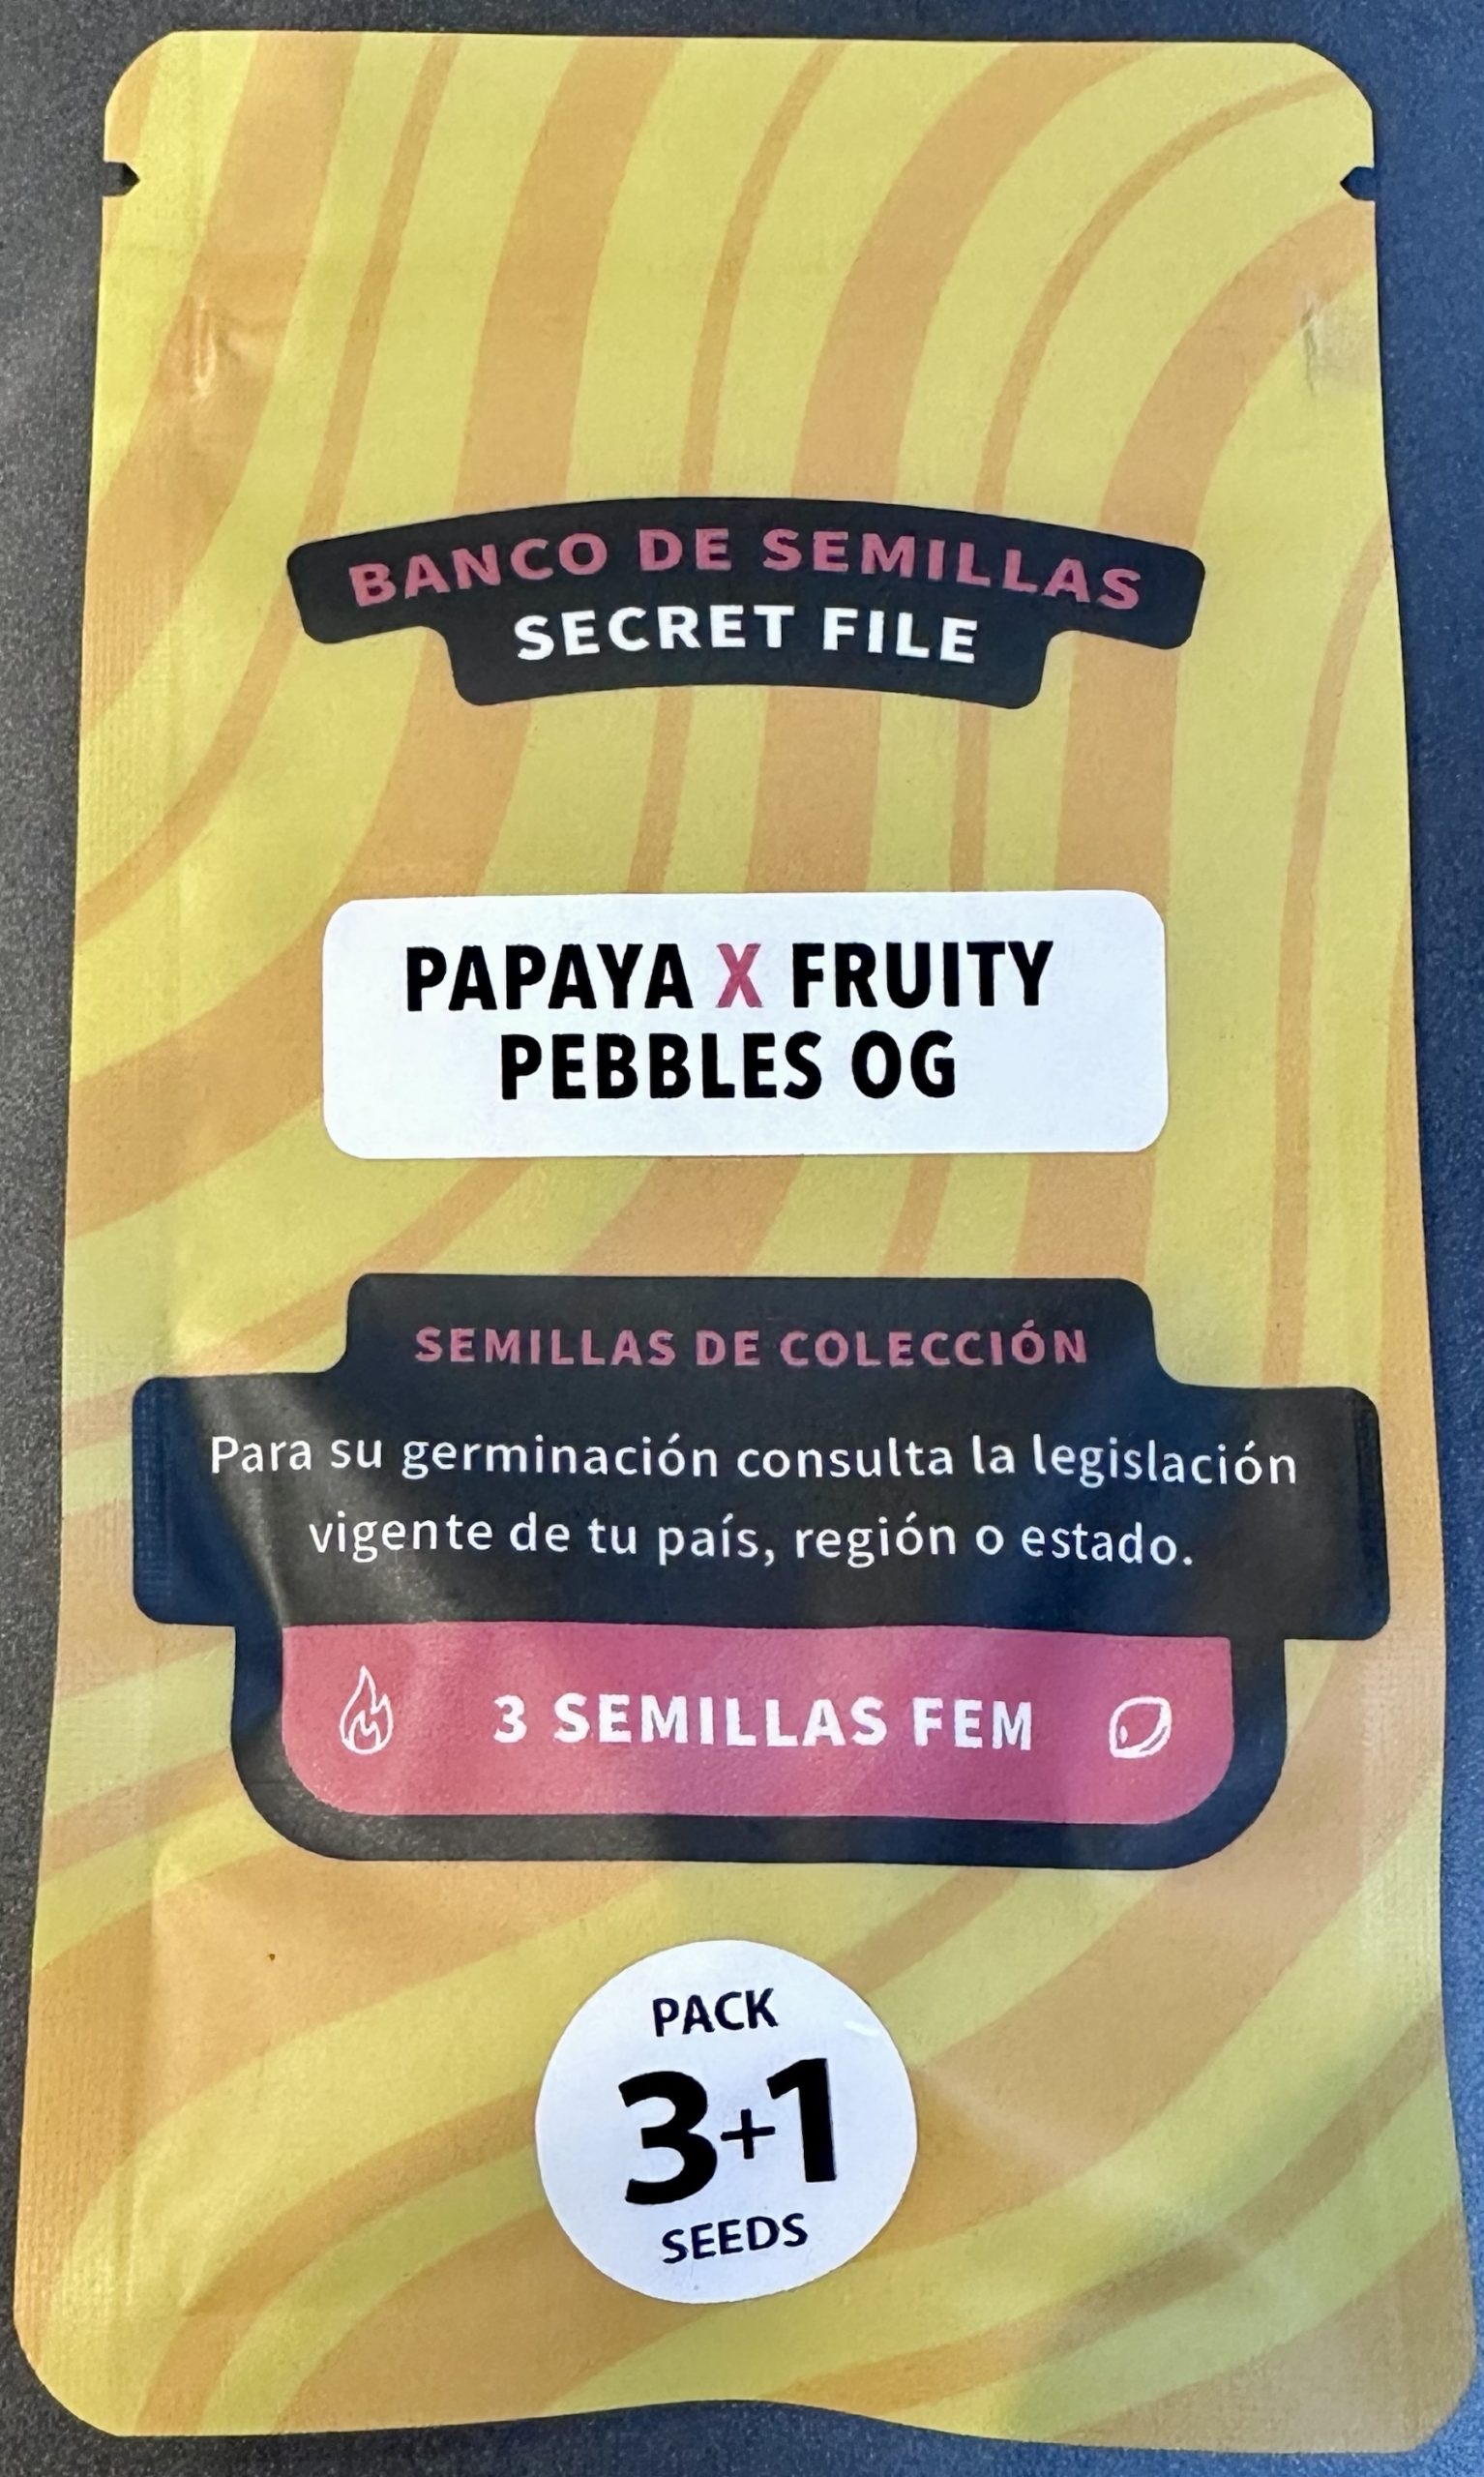 BANCO DE SEMILLAS
SECRET FILE
PAPAYA X FRUITY
PEBBLES OG
SEMILLAS DE COLECCIÓN
Para su germinación consulta la legislación
vigente de tu país, región o estado.
3 SEMILLAS FEM
PACK
3+1
SEEDS